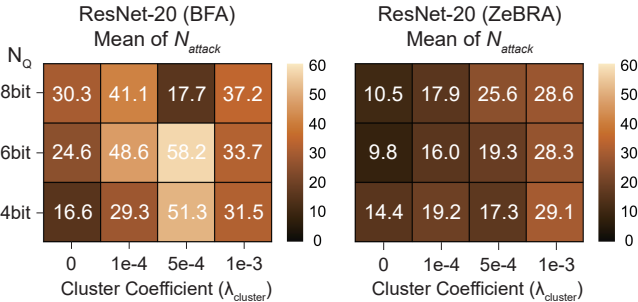 ResNet-20 (BFA)
Mean of N_attack
N_Q
8bit 30.3 41.1 17.7 37.2
6bit 24.6 48.6 58.2 33.7
4bit 16.6 29.3 51.3 31.5
0 1e-4 5e-4 1e-3
Cluster Coefficient (λ_cluster)
60
50
40
30
20
10
0
ResNet-20 (ZeBRA)
Mean of N_attack
10.5 17.9 25.6 28.6
9.8 16.0 19.3 28.3
14.4 19.2 17.3 29.1
0 1e-4 5e-4 1e-3
Cluster Coefficient (λ_cluster)
60
50
40
30
20
10
0